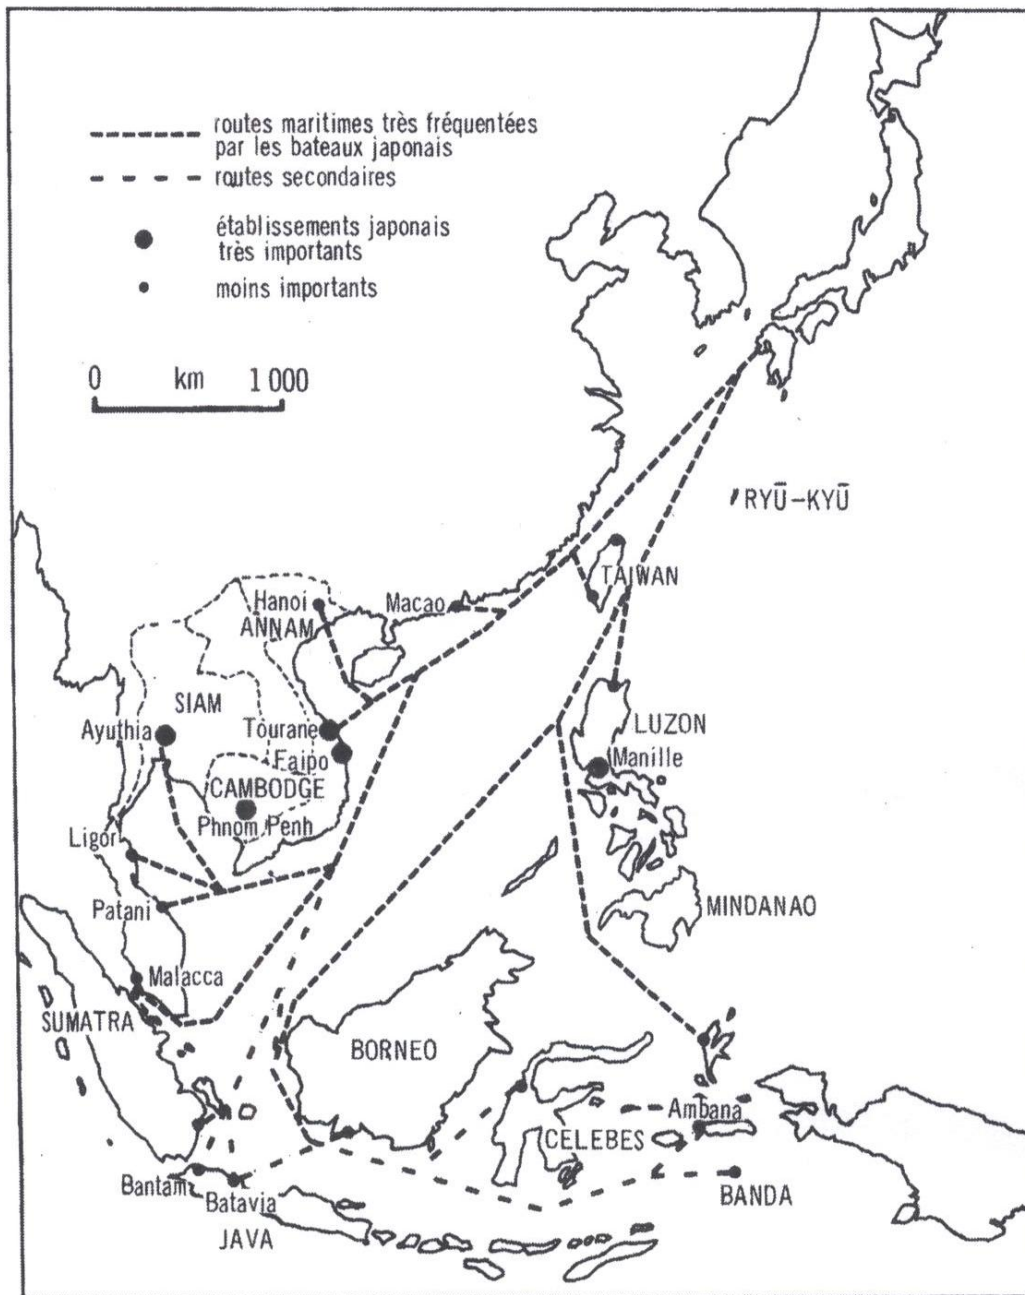 routes maritimes très fréquentées
par les bateaux japonais
routes secondaires
établissements japonais
très importants
moins importants
0 km 1 000
RYŪ-KYŪ
TAIWAN
Hanoi
ANNAM
Macao
SIAM
Ayuthia
Tourane
Faipo
LUZON
Manille
CAMBODGE
Phnom Penh
Ligor
Patani
MINDANAO
Malacca
SUMATRA
BORNEO
Ambana
CELEBES
Bantam
Batavia
BANDA
JAVA